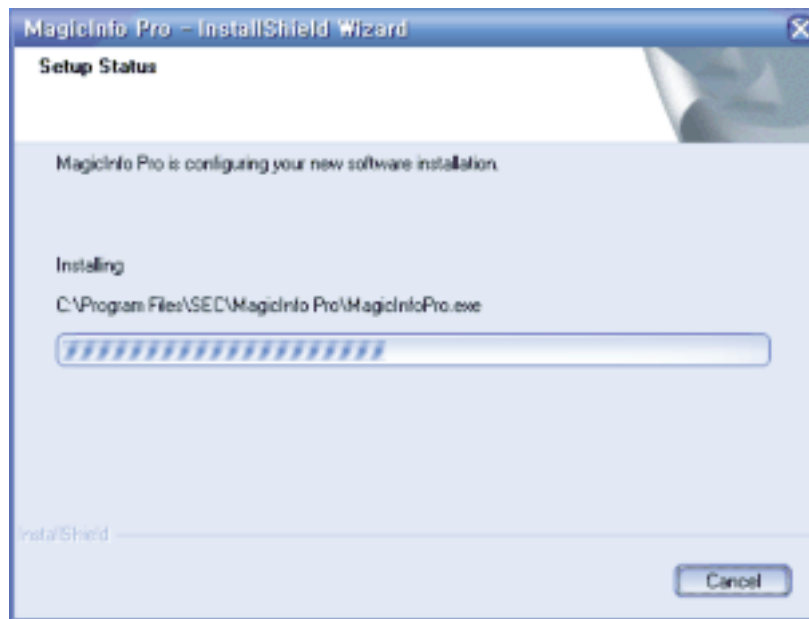 MagicInfo Pro - InstallShield Wizard
Setup Status
MagicInfo Pro is configuring your new software installation.
Installing
C:\Program Files\SEC\MagicInfo Pro\MagicInfoPro.exe
InstallShield
Cancel